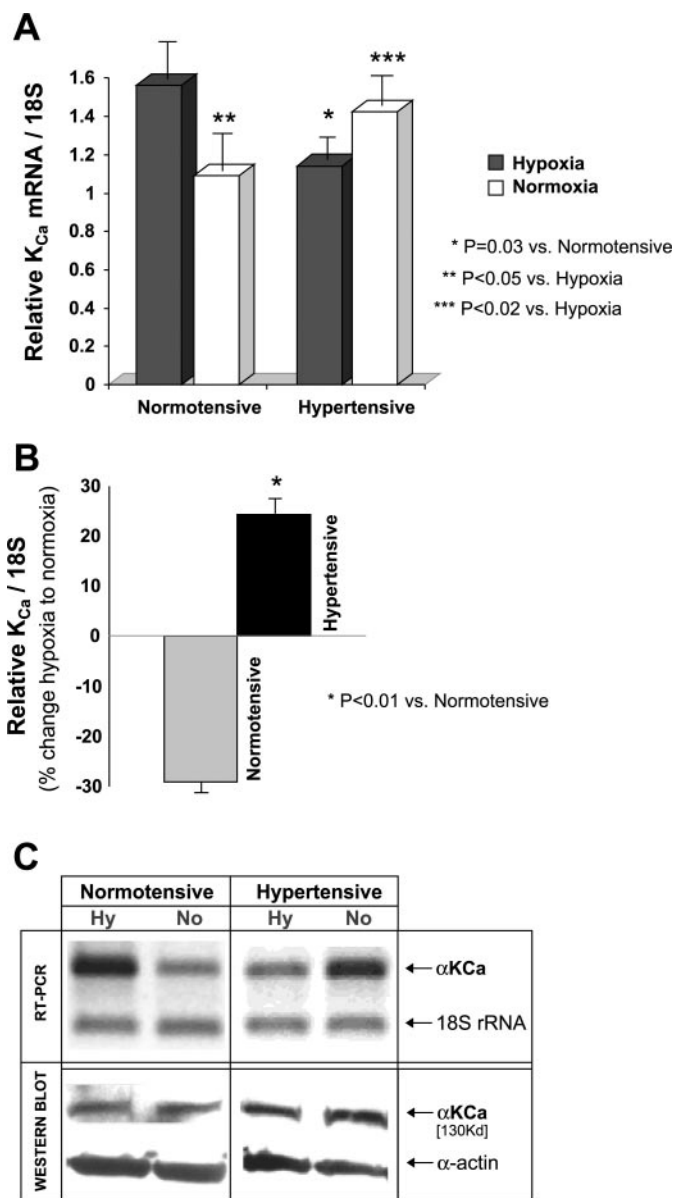 A
Relative KCa mRNA / 18S
1.6
1.4
1.2
1
0.8
0.6
0.4
0.2
0
**
*
***
Normotensive Hypertensive
Hypoxia
Normoxia
* P=0.03 vs. Normotensive
** P<0.05 vs. Hypoxia
*** P<0.02 vs. Hypoxia
B
Relative KCa / 18S
(% change hypoxia to normoxia)
30
20
10
0
-10
-20
-30
*
Hypertensive
Normotensive
* P<0.01 vs. Normotensive
C
Normotensive Hypertensive
Hy No Hy No
RT-PCR
αKCa
18S rRNA
WESTERN BLOT
αKCa
[130Kd]
α-actin